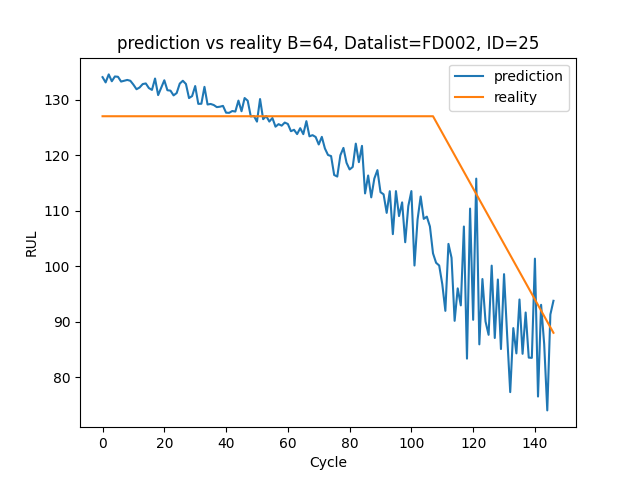 prediction vs reality B=64, Datalist=FD002, ID=25
prediction
reality
RUL
130
120
110
100
90
80
0 20 40 60 80 100 120 140
Cycle